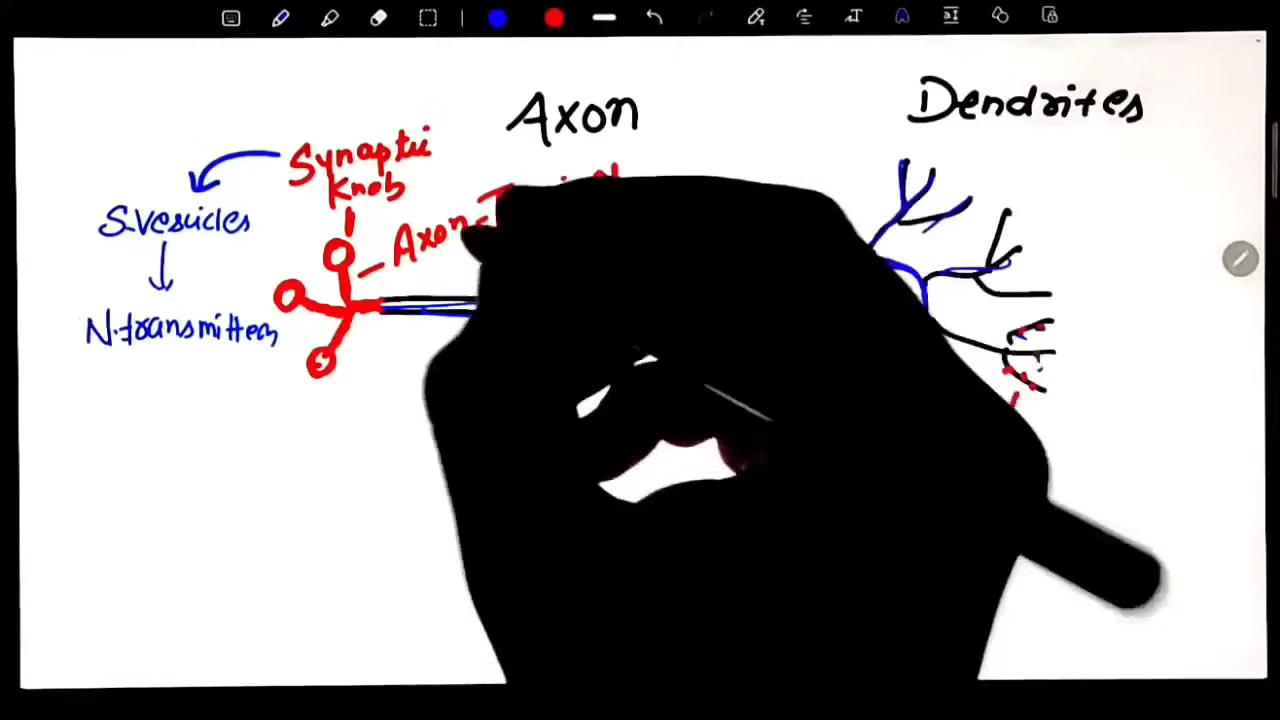 Axon
Dendrites
Synaptic
Knob
S.vesicles
Axon-
N.transmitters